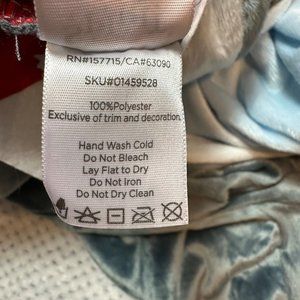 RN#157715/CA#63090
SKU#01459528
100%Polyester
Exclusive of trim and decoration
Hand Wash Cold
Do Not Bleach
Lay Flat to Dry
Do Not Iron
Do Not Dry Clean